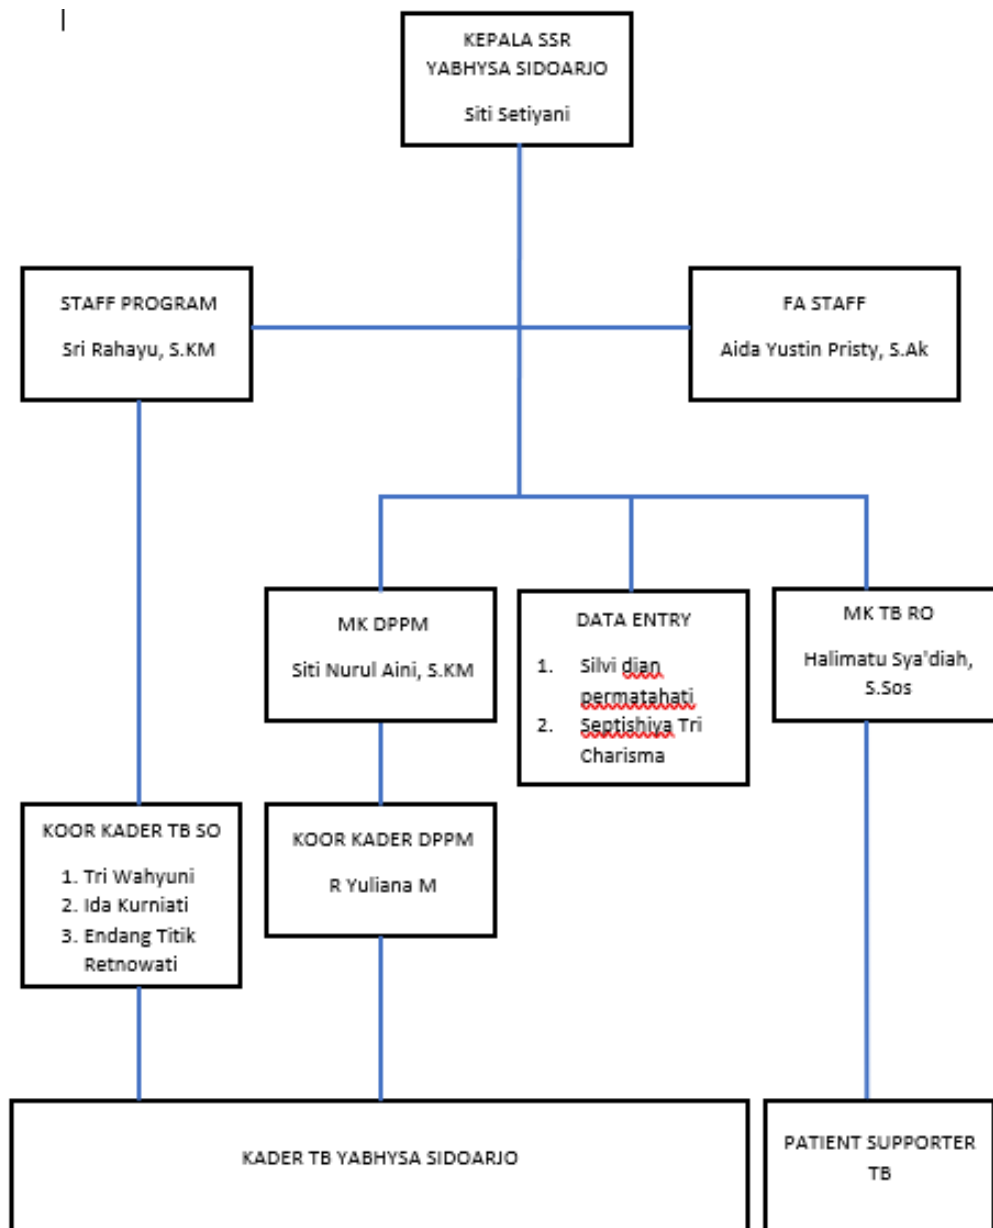 KEPALA SSR
YABHYSA SIDOARJO
Siti Setiyani
STAFF PROGRAM
Sri Rahayu, S.KM
FA STAFF
Aida Yustin Pristy, S.Ak
MK DPPM
Siti Nurul Aini, S.KM
DATA ENTRY
1. Silvi dian
permatahati
2. Septishiya Tri
Charisma
MK TB RO
Halimatu Sya'diah,
S.Sos
KOOR KADER TB SO
1. Tri Wahyuni
2. Ida Kurniati
3. Endang Titik
Retnowati
KOOR KADER DPPM
R Yuliana M
KADER TB YABHYSA SIDOARJO
PATIENT SUPPORTER
TB